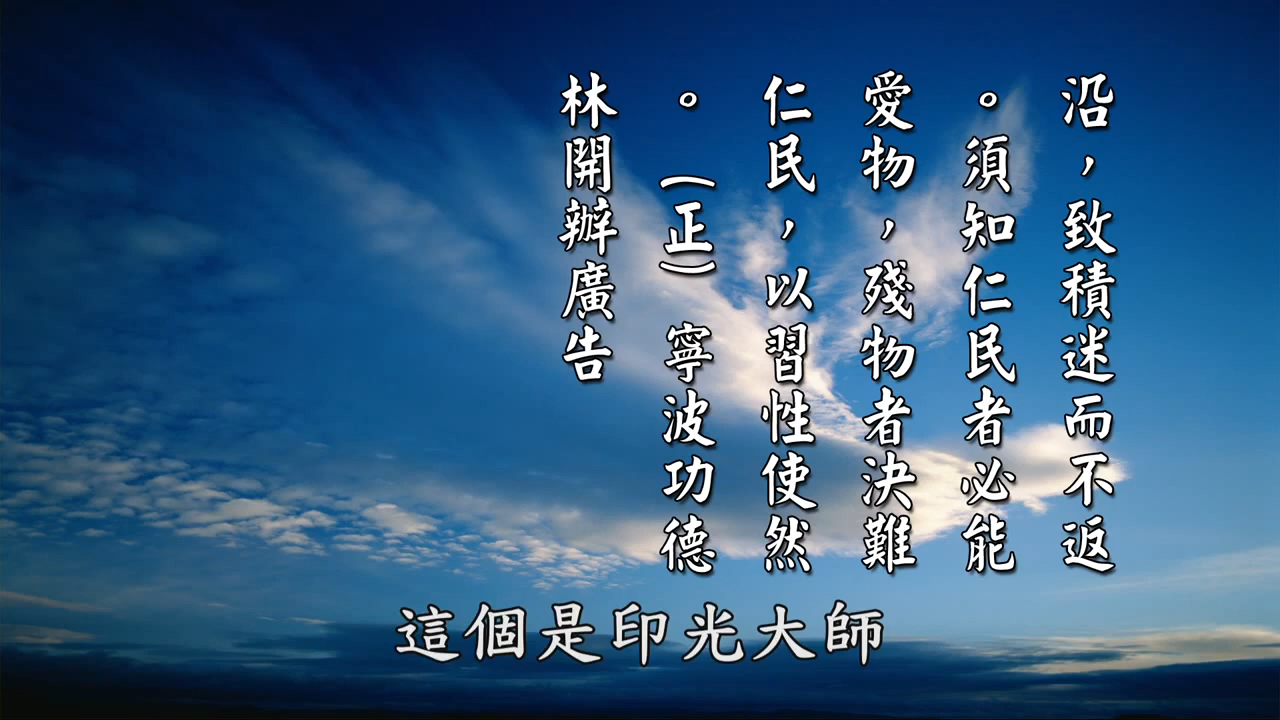 沿，致積迷而不返
。須知仁民者必能
愛物，殘物者決難
仁民，以習性使然
。（正）寧波功德
林開辦廣告
這個是印光大師